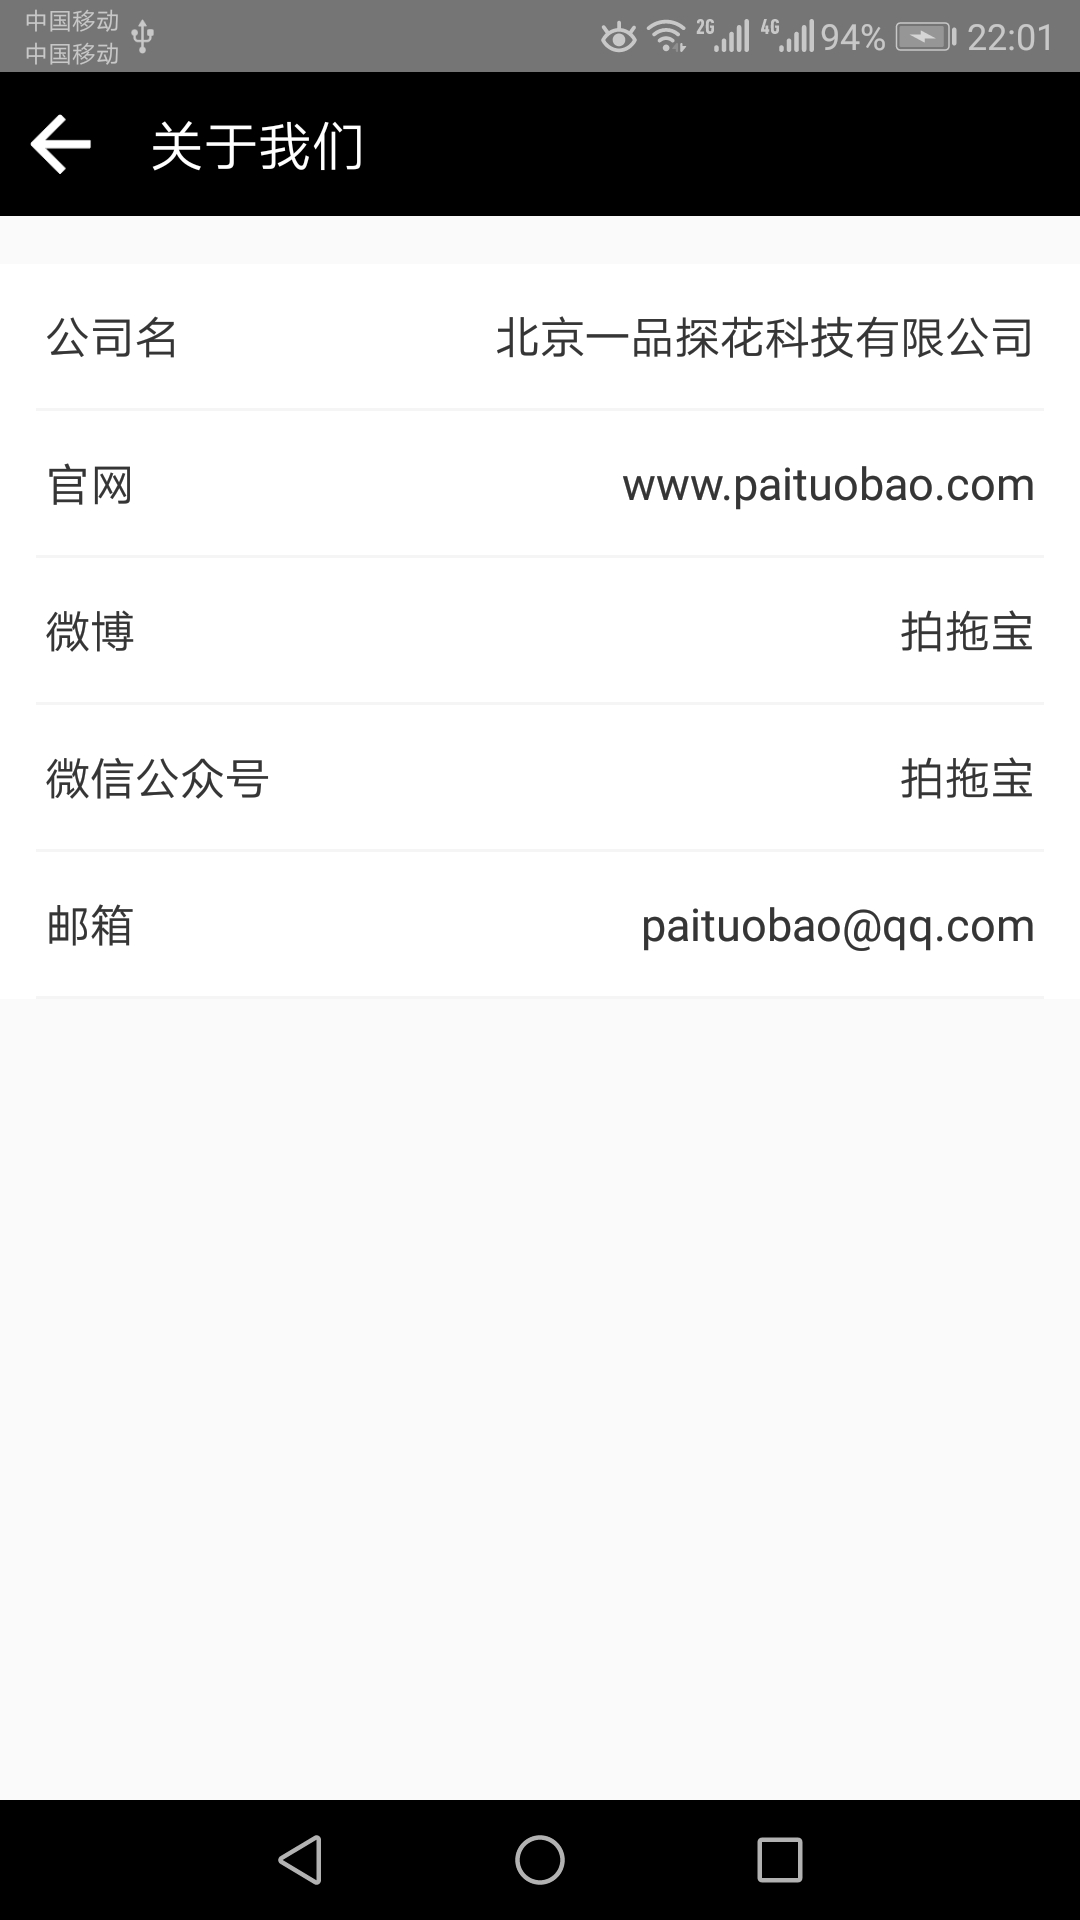 中国移动
中国移动
2G 4G 94% 22:01
关于我们
公司名 北京一品探花科技有限公司
官网 www.paituobao.com
微博 拍拖宝
微信公众号 拍拖宝
邮箱 paituobao@qq.com